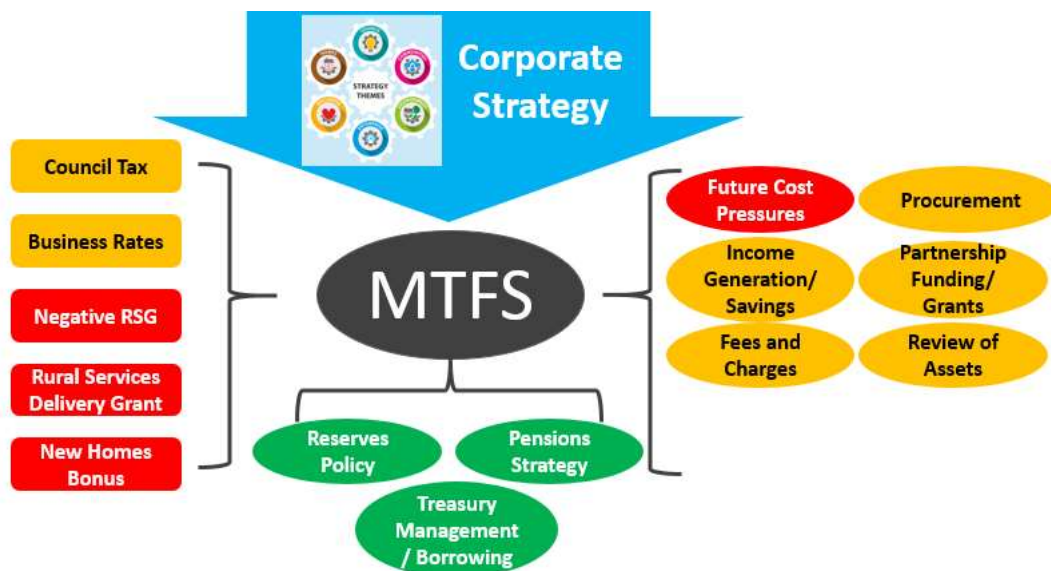 Corporate
Strategy
STRATEGY
THEMES
Council Tax
Business Rates
Negative RSG
Rural Services
Delivery Grant
New Homes
Bonus
MTFS
Future Cost
Pressures
Procurement
Income
Generation/
Savings
Partnership
Funding/
Grants
Fees and
Charges
Review of
Assets
Reserves
Policy
Pensions
Strategy
Treasury
Management
/ Borrowing